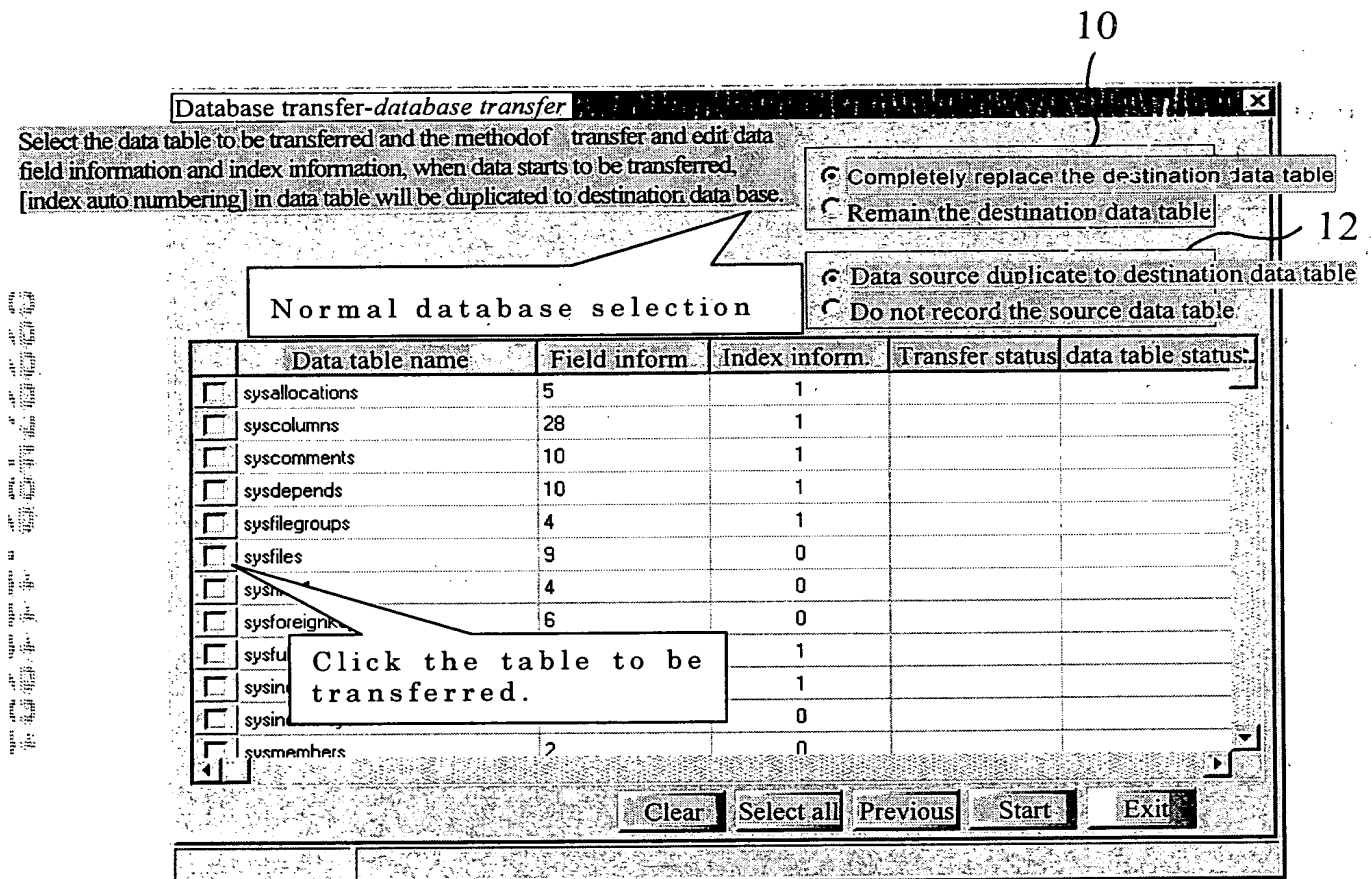 10
Database transfer-database transfer
Select the data table to be transferred and the methodof transfer and edit data
field information and index information, when data starts to be transferred,
[index auto numbering] in data table will be duplicated to destination data base.
Completely replace the destination data table
Remain the destination data table
12
Data source duplicate to destination data table
Do not record the source data table
Normal database selection
Data table name Field inform. Index inform. Transfer status data table status
sysallocations 5 1
syscolumns 28 1
syscomments 10 1
sysdepends 10 1
sysfilegroups 4 1
sysfiles 9 0
4 0
sysforeignk 6 0
sysfu 1
sysin 1
sysin 0
sysmembers 2 0
Click the table to be
transferred.
Clear Select all Previous Start Exit